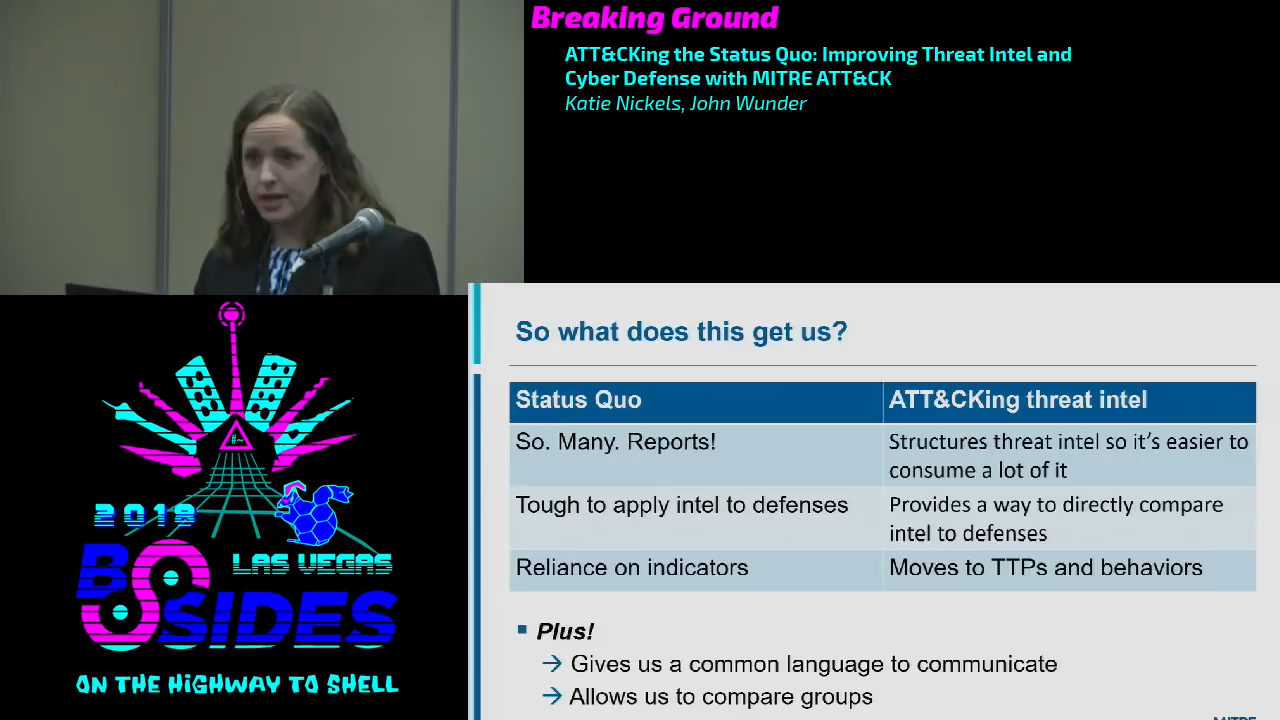 Breaking Ground
ATT&CKing the Status Quo: Improving Threat Intel and
Cyber Defense with MITRE ATT&CK
Katie Nickels, John Wunder
#~
2018
BSIDES
LAS VEGAS
ON THE HIGHWAY TO SHELL
So what does this get us?
Status Quo
ATT&CKing threat intel
So. Many. Reports!
Structures threat intel so it's easier to
consume a lot of it
Tough to apply intel to defenses
Provides a way to directly compare
intel to defenses
Reliance on indicators
Moves to TTPs and behaviors
Plus!
→ Gives us a common language to communicate
→ Allows us to compare groups
MITRE